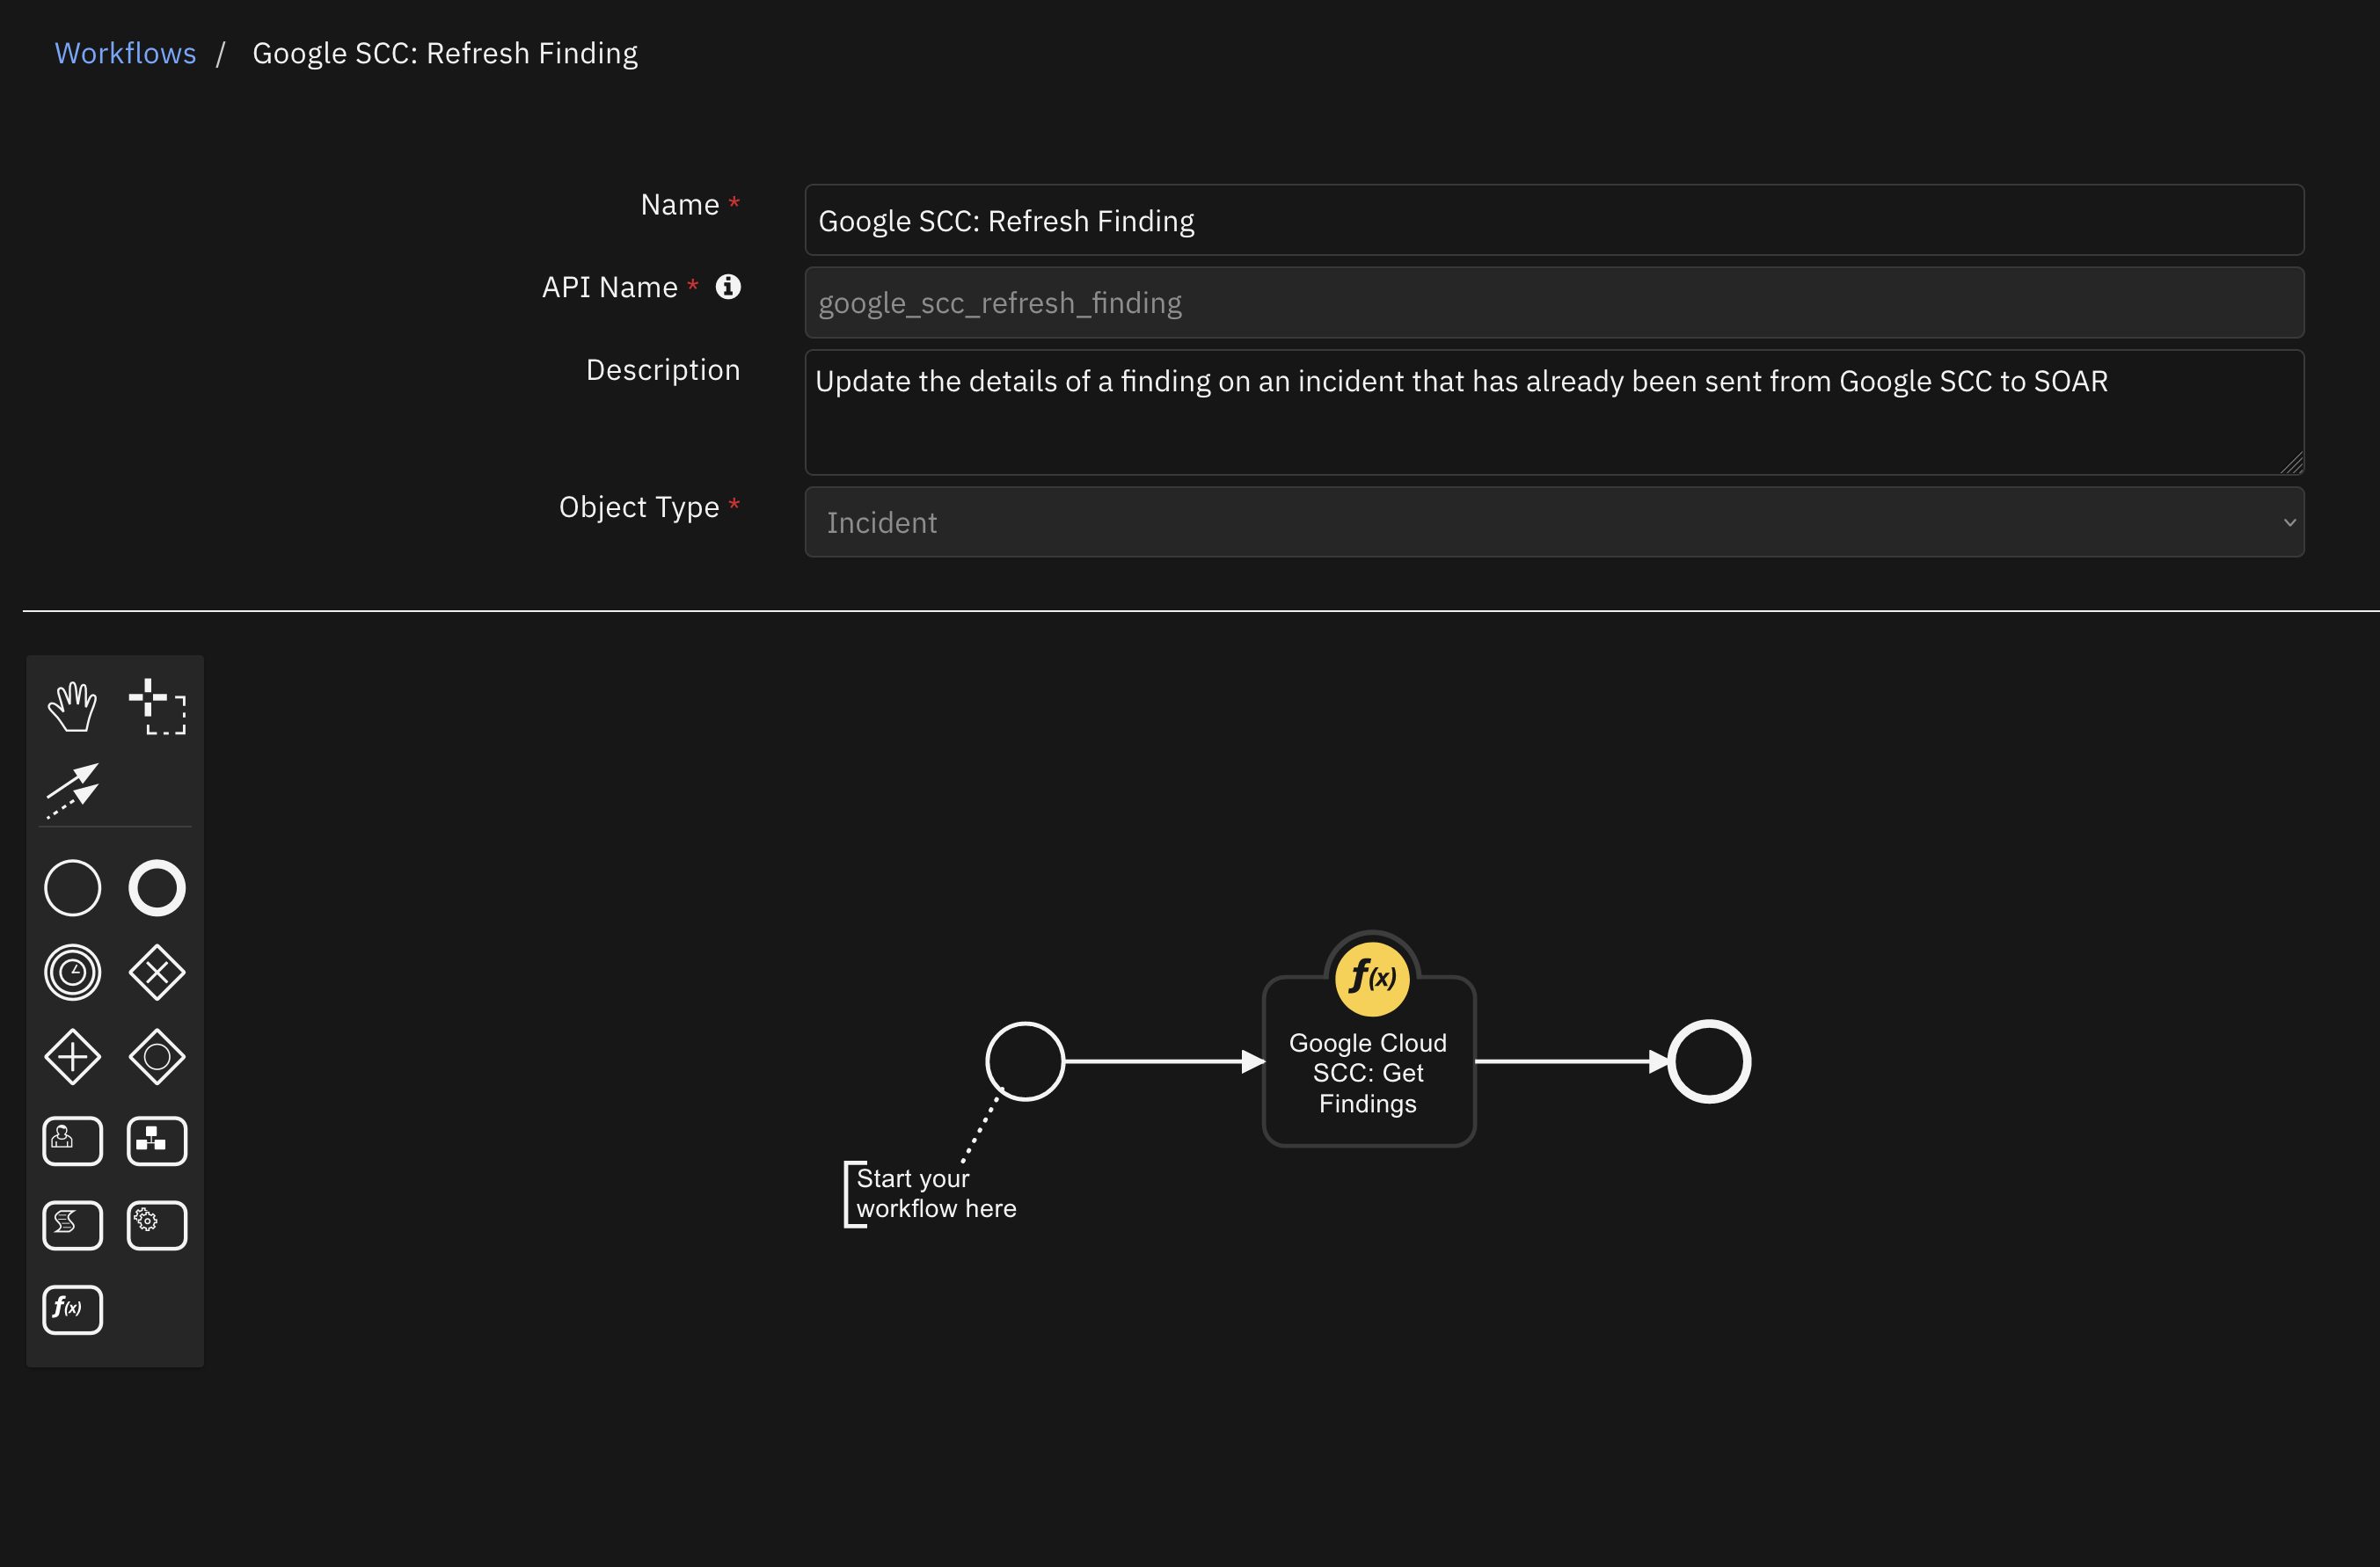 Workflows / Google SCC: Refresh Finding
Name *
Google SCC: Refresh Finding
API Name *
google_scc_refresh_finding
Description
Update the details of a finding on an incident that has already been sent from Google SCC to SOAR
Object Type *
Incident
f(x)
Google Cloud
SCC: Get
Findings
Start your
workflow here
f(x)